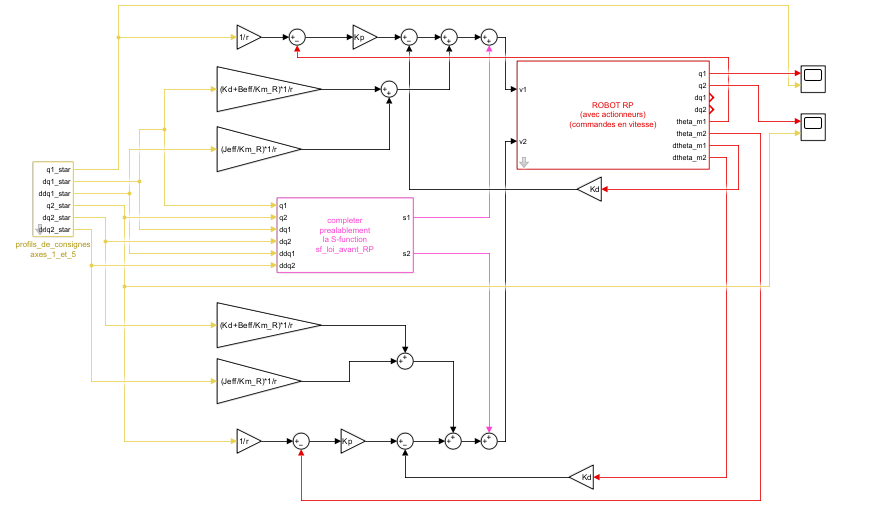 1/r
Kp
(Kd+Beff/Km_R)*1/r
(Jeff/Km_R)*1/r
v1
v2
ROBOT RP
(avec actionneurs)
(commandes en vitesse)
q1
q2
dq1
dq2
theta_m1
theta_m2
dtheta_m1
dtheta_m2
Kd
q1_star
dq1_star
ddq1_star
q2_star
dq2_star
ddq2_star
profils_de_consignes
axes_1_et_5
q1
q2
dq1
dq2
ddq1
ddq2
completer
prealablement
la S-function
sf_loi_avant_RP
s1
s2
(Kd+Beff/Km_R)*1/r
(Jeff/Km_R)*1/r
1/r
Kp
Kd